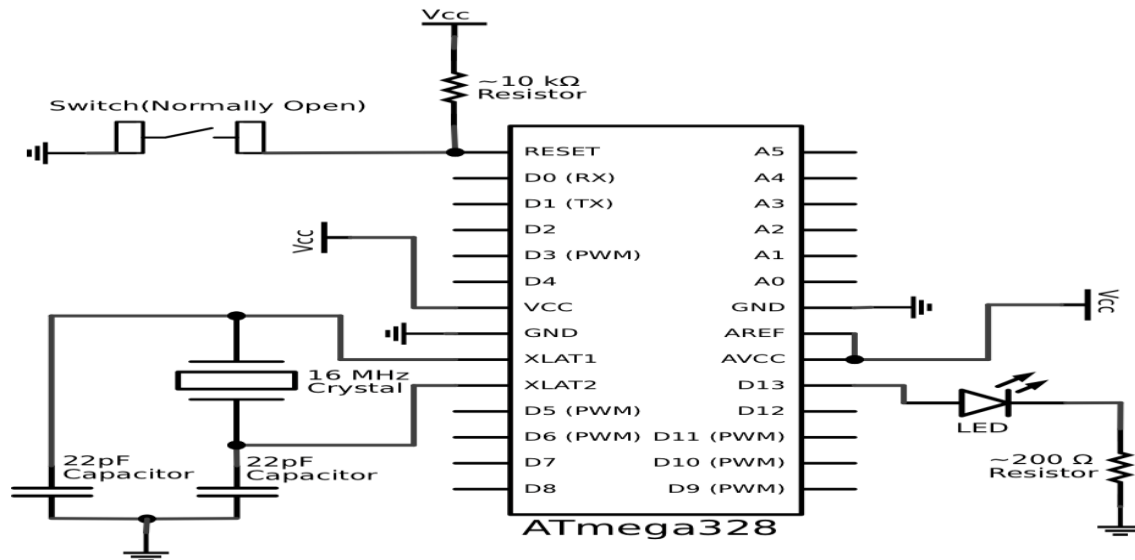 Vcc
~10 kΩ
Resistor
Switch(Normally Open)
RESET
D0 (RX)
D1 (TX)
D2
D3 (PWM)
D4
VCC
GND
XLAT1
XLAT2
D5 (PWM)
D6 (PWM)
D7
D8
A5
A4
A3
A2
A1
A0
GND
AREF
AVCC
D13
D12
D11 (PWM)
D10 (PWM)
D9 (PWM)
Vcc
Vcc
16 MHz
Crystal
22pF
Capacitor
22pF
Capacitor
LED
~200 Ω
Resistor
ATmega328